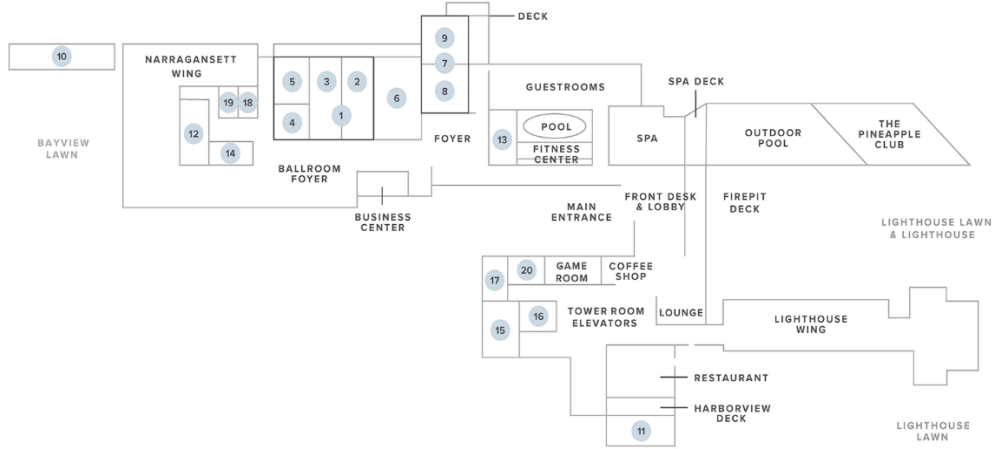 DECK
9
10
NARRAGANSETT
WING
7
5
3
2
8
6
GUESTROOMS
SPA DECK
19
18
1
4
12
14
BAYVIEW
LAWN
BALLROOM
FOYER
FOYER
13
POOL
FITNESS
CENTER
SPA
OUTDOOR
POOL
THE
PINEAPPLE
CLUB
BUSINESS
CENTER
MAIN
ENTRANCE
FRONT DESK
& LOBBY
FIREPIT
DECK
LIGHTHOUSE LAWN
& LIGHTHOUSE
17
20
GAME
ROOM
COFFEE
SHOP
15
16
TOWER ROOM
ELEVATORS
LOUNGE
LIGHTHOUSE
WING
RESTAURANT
HARBORVIEW
DECK
11
LIGHTHOUSE
LAWN